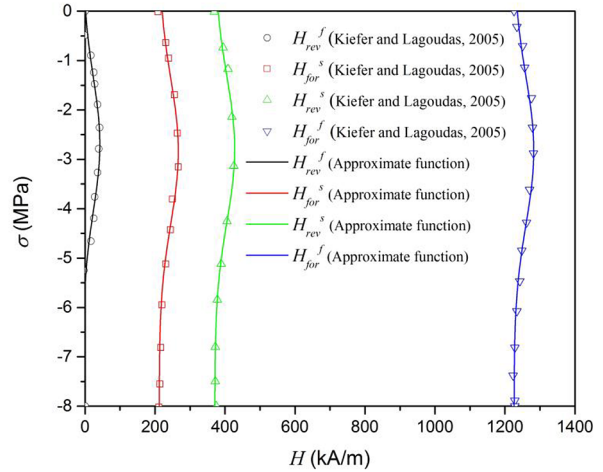 0
-1
-2
-3
-4
-5
-6
-7
-8
σ (MPa)
H_rev^f (Kiefer and Lagoudas, 2005)
H_for^s (Kiefer and Lagoudas, 2005)
H_rev^s (Kiefer and Lagoudas, 2005)
H_for^f (Kiefer and Lagoudas, 2005)
H_rev^f (Approximate function)
H_for^s (Approximate function)
H_rev^s (Approximate function)
H_for^f (Approximate function)
0 200 400 600 800 1000 1200 1400
H (kA/m)